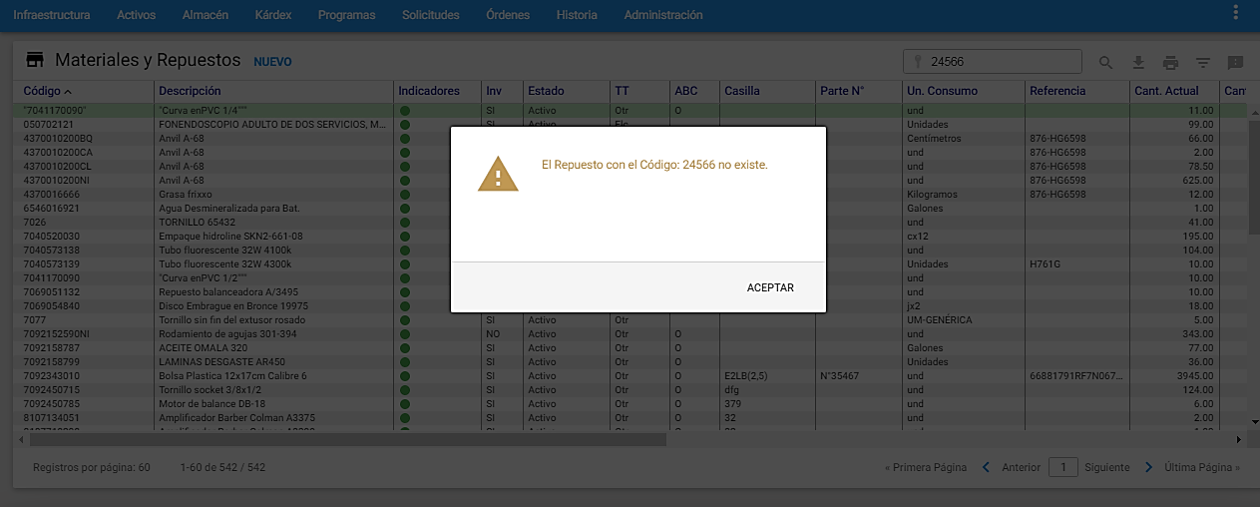 Infraestructura Activos Almacén Kárdex Programas Solicitudes Órdenes Historia Administración
Materiales y Repuestos NUEVO 24566
Código Descripción Indicadores Inv Estado TT ABC Casilla Parte N° Un. Consumo Referencia Cant. Actual Cant
"7041170090" "Curva enPVC 1/4""" SI Activo Otr O und 11.00
050702121 FONENDOSCOPIO ADULTO DE DOS SERVICIOS, M... SI Activo Elc Unidades 99.00
4370010200BQ Anvil A-68 Centímetros 876-HG6598 66.00
4370010200CA Anvil A-68 und 876-HG6598 2.00
4370010200CL Anvil A-68 und 876-HG6598 78.50
4370010200NI Anvil A-68 und 876-HG6598 625.00
4370016666 Grasa frixxo Kilogramos 876-HG6598 12.00
6546016921 Agua Desmineralizada para Bat. Galones 1.00
7026 TORNILLO 65432 und 41.00
7040520030 Empaque hidroline SKN2-661-08 cx12 195.00
7040573138 Tubo fluorescente 32W 4100k und 104.00
7040573139 Tubo fluorescente 32W 4300k Unidades H761G 10.00
7041170090 "Curva enPVC 1/2""" und 10.00
7069051132 Repuesto balanceadora A/3495 und 10.00
7069054840 Disco Embrague en Bronce 19975 jx2 18.00
7077 Tornillo sin fin del extusor rosado SI Activo Otr UM-GENÉRICA 5.00
7092152590NI Rodamiento de agujas 301-394 NO Activo Otr O und 343.00
7092158787 ACEITE OMALA 320 SI Activo Otr O Galones 77.00
7092158799 LAMINAS DESGASTE AR450 SI Activo Otr O Unidades 36.00
7092343010 Bolsa Plastica 12x17cm Calibre 6 SI Activo Otr O E2LB(2,5) N°35467 und 66881791RF7N067... 3945.00
7092450715 Tornillo socket 3/8x1/2 SI Activo Otr O dfg und 124.00
7092450785 Motor de balance DB-18 SI Activo Otr O 379 und 6.00
8107134051 Amplificador Barber Colman A3375 SI Activo Otr O 32 und 2.00
El Repuesto con el Código: 24566 no existe.
ACEPTAR
Registros por página: 60 1-60 de 542 / 542 « Primera Página Anterior 1 Siguiente Última Página »